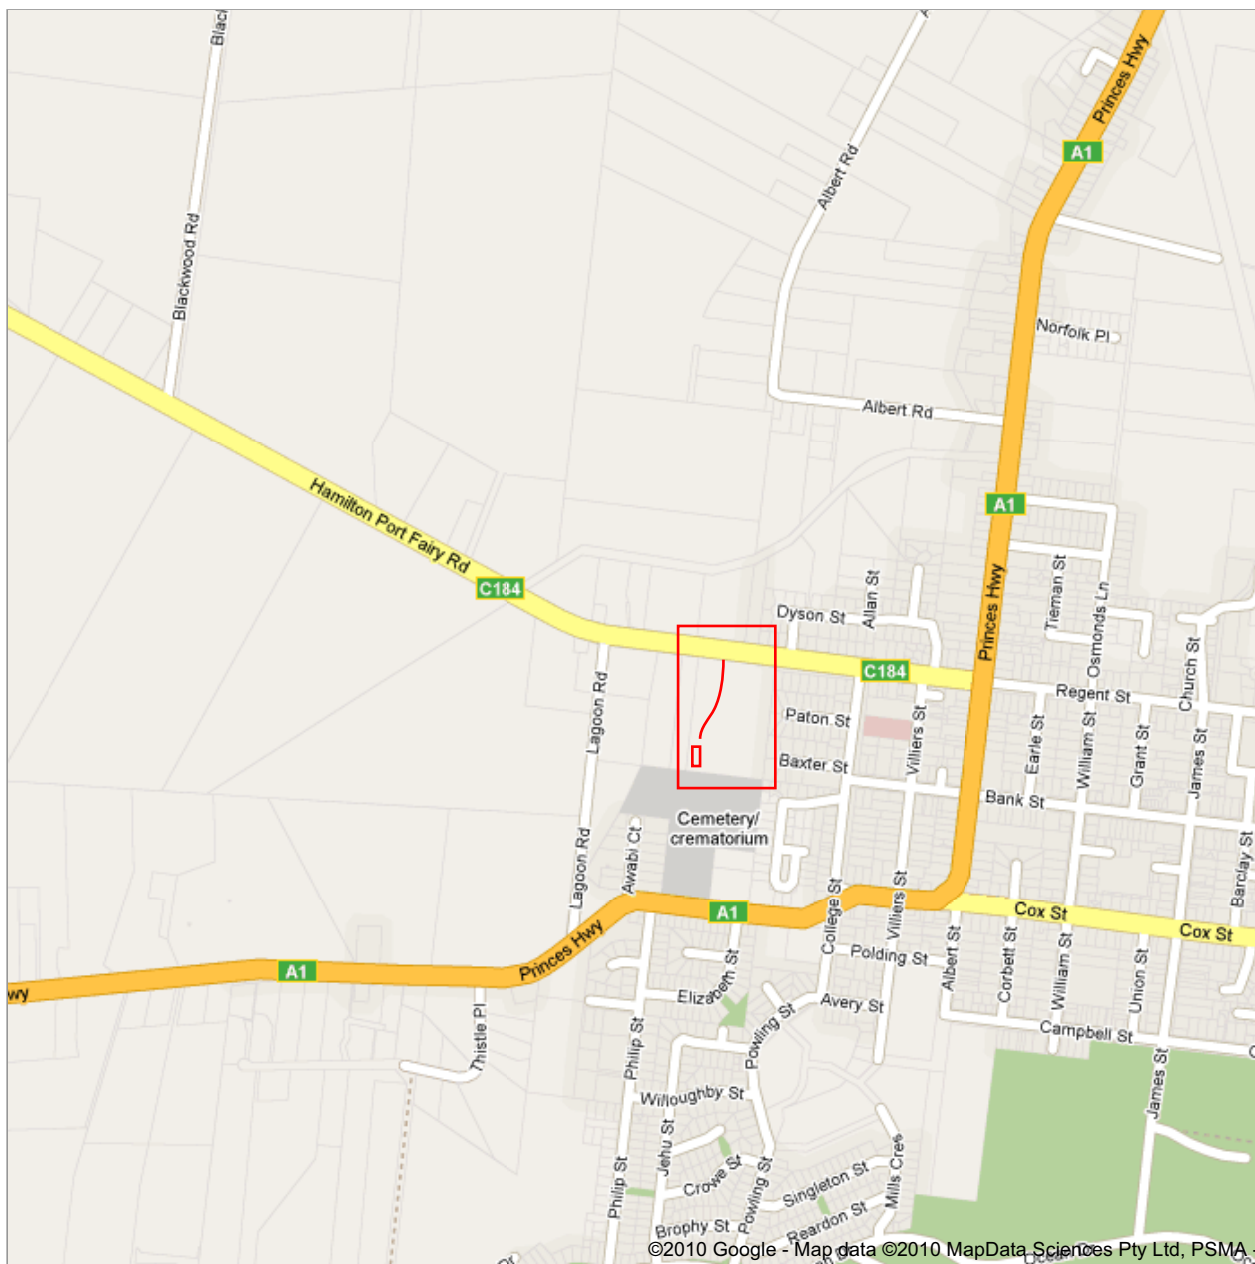 Blac
Princes Hwy
A1
Albert Rd
Blackwood Rd
Norfolk Pl
Albert Rd
Hamilton Port Fairy Rd
A1
C184
Princes Hwy
Tieman St
Osmonds Ln
Allan St
Dyson St
Church St
C184
Regent St
Lagoon Rd
Paton St
Villiers St
Earle St
William St
Grant St
James St
Baxter St
Bank St
Cemetery/
crematorium
Lagoon Rd
Awabi Ct
Barclay St
College St
Villiers St
A1
Cox St
Cox St
Princes Hwy
A1
wy
Albert St
Corbett St
William St
Union St
Polding St
Elizabeth St
Avery St
Campbell St
Thistle Pl
Philip St
Powling St
James St
Willoughby St
Jehu St
Crowe St
Singleton St
Mills Cres
Philip St
Powling St
Reardon St
Brophy St
Ocean Dr
©2010 Google - Map data ©2010 MapData Sciences Pty Ltd, PSMA -